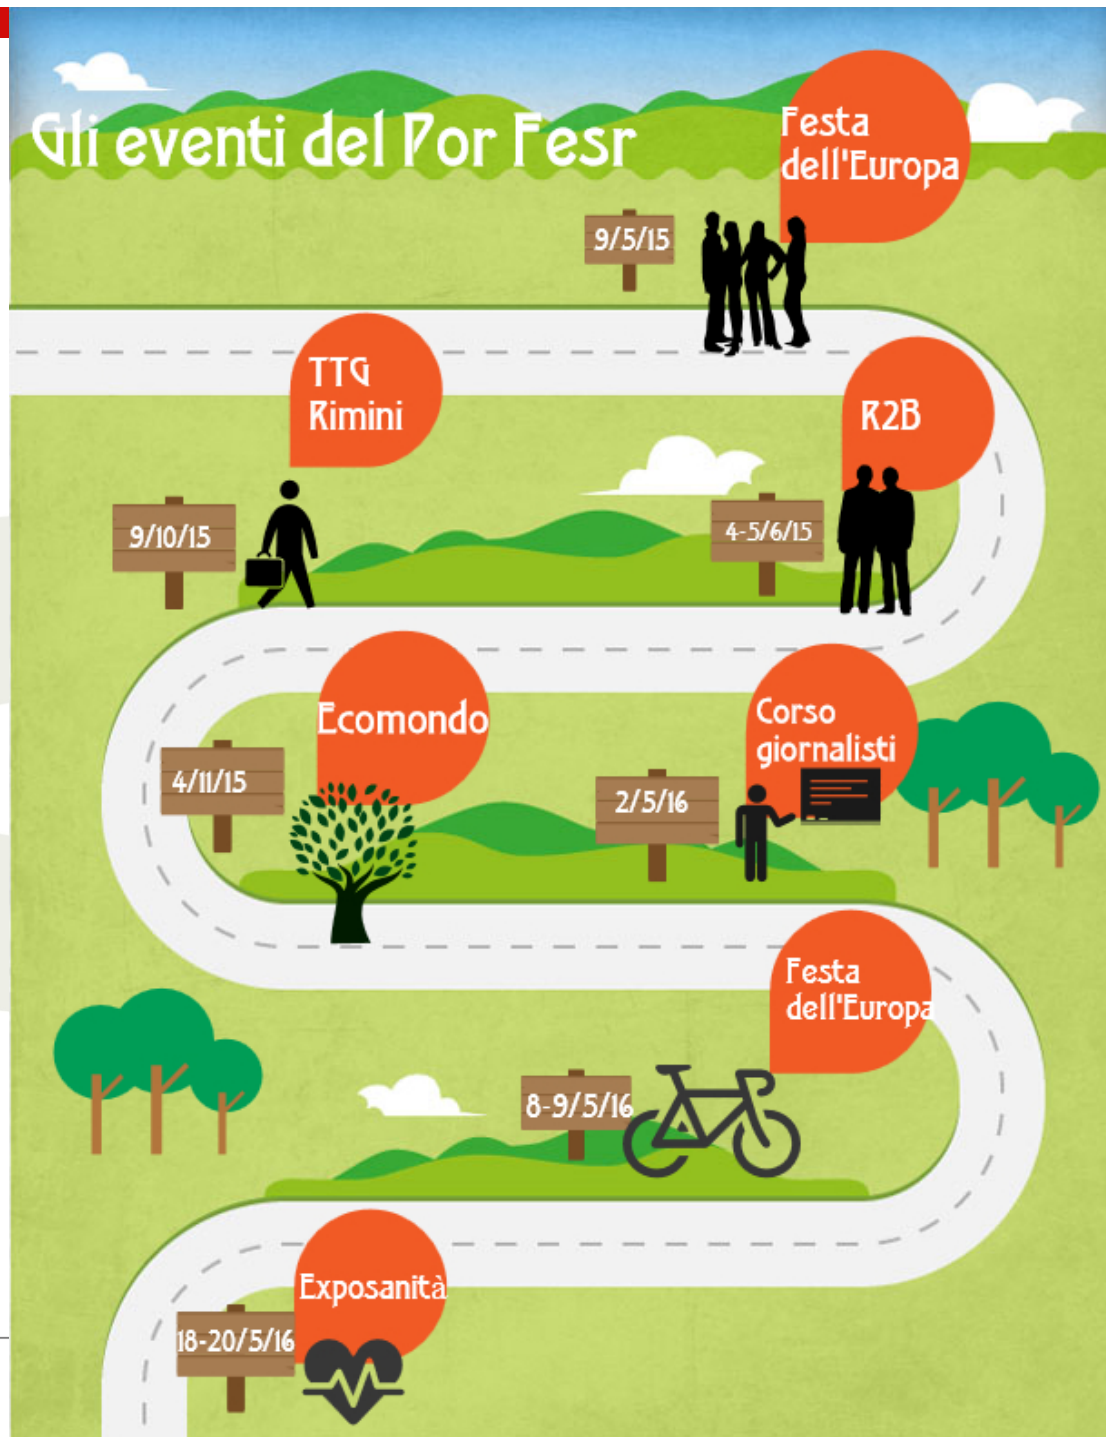 Gli eventi del Por Fesr
Festa
dell'Europa
9/5/15
R2B
4-5/6/15
TTG
Rimini
9/10/15
Ecomondo
4/11/15
Corso
giornalisti
2/5/16
Festa
dell'Europa
8-9/5/16
Exposanità
18-20/5/16